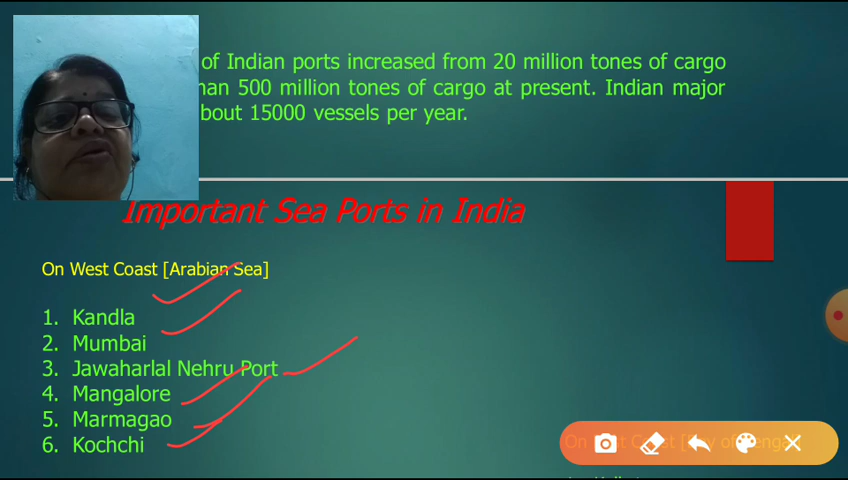 of Indian ports increased from 20 million tones of cargo
han 500 million tones of cargo at present. Indian major
bout 15000 vessels per year.
Important Sea Ports in India
On West Coast [Arabian Sea]
1. Kandla
2. Mumbai
3. Jawaharlal Nehru Port
4. Mangalore
5. Marmagao
6. Kochchi